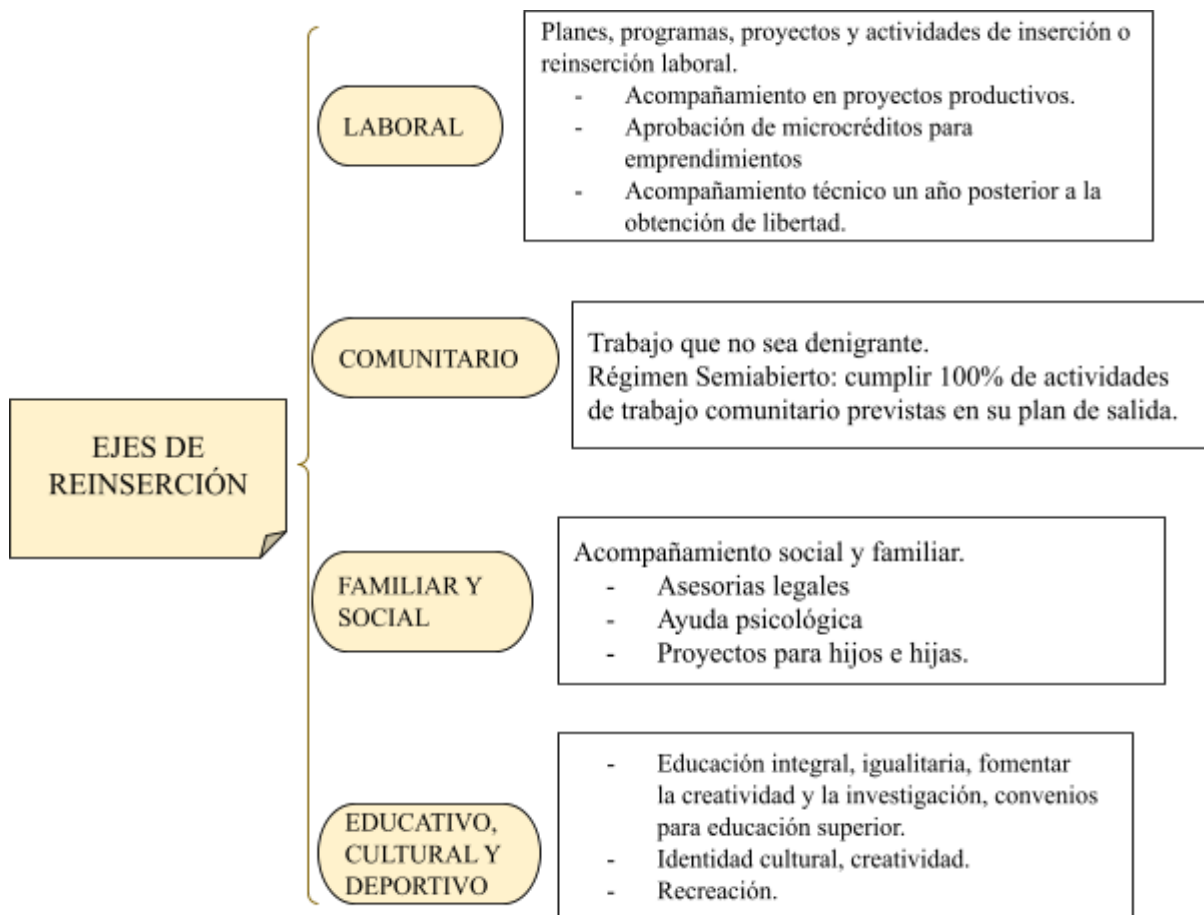 Planes, programas, proyectos y actividades de inserción o
reinserción laboral.
- Acompañamiento en proyectos productivos.
- Aprobación de microcréditos para
emprendimientos
- Acompañamiento técnico un año posterior a la
obtención de libertad.
LABORAL
COMUNITARIO
Trabajo que no sea denigrante.
Régimen Semiabierto: cumplir 100% de actividades
de trabajo comunitario previstas en su plan de salida.
EJES DE
REINSERCIÓN
FAMILIAR Y
SOCIAL
Acompañamiento social y familiar.
- Asesorias legales
- Ayuda psicológica
- Proyectos para hijos e hijas.
EDUCATIVO,
CULTURAL Y
DEPORTIVO
- Educación integral, igualitaria, fomentar
la creatividad y la investigación, convenios
para educación superior.
- Identidad cultural, creatividad.
- Recreación.